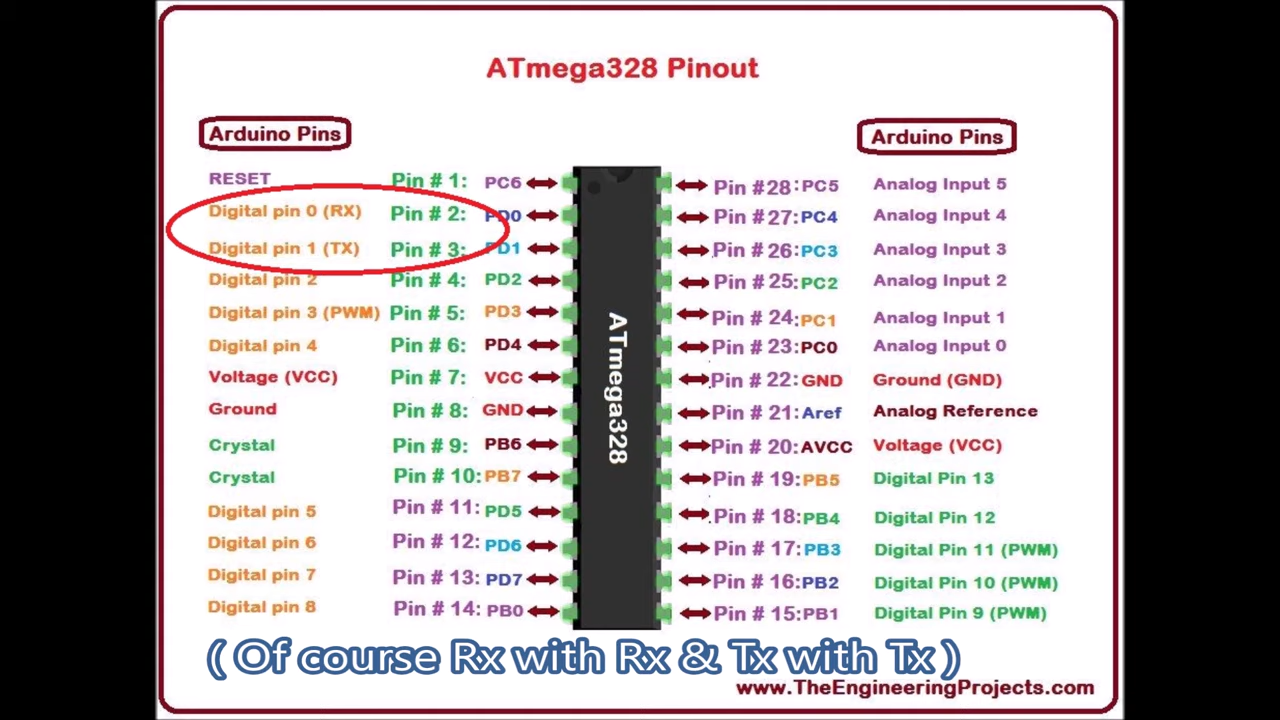 ATmega328 Pinout
Arduino Pins
Arduino Pins
RESET Pin # 1: PC6 Pin #28: PC5 Analog Input 5
Digital pin 0 (RX) Pin # 2: PD0 Pin # 27: PC4 Analog Input 4
Digital pin 1 (TX) Pin # 3: PD1 Pin # 26: PC3 Analog Input 3
Digital pin 2 Pin # 4: PD2 Pin # 25: PC2 Analog Input 2
Digital pin 3 (PWM) Pin # 5: PD3 Pin # 24: PC1 Analog Input 1
Digital pin 4 Pin # 6: PD4 Pin # 23: PC0 Analog Input 0
Voltage (VCC) Pin # 7: VCC Pin # 22: GND Ground (GND)
Ground Pin # 8: GND Pin # 21: Aref Analog Reference
Crystal Pin # 9: PB6 Pin # 20: AVCC Voltage (VCC)
Crystal Pin # 10: PB7 Pin # 19: PB5 Digital Pin 13
Digital pin 5 Pin # 11: PD5 Pin # 18: PB4 Digital Pin 12
Digital pin 6 Pin # 12: PD6 Pin # 17: PB3 Digital Pin 11 (PWM)
Digital pin 7 Pin # 13: PD7 Pin # 16: PB2 Digital Pin 10 (PWM)
Digital pin 8 Pin # 14: PB0 Pin # 15: PB1 Digital Pin 9 (PWM)
ATmega328
( Of course Rx with Rx & Tx with Tx )
www.TheEngineeringProjects.com